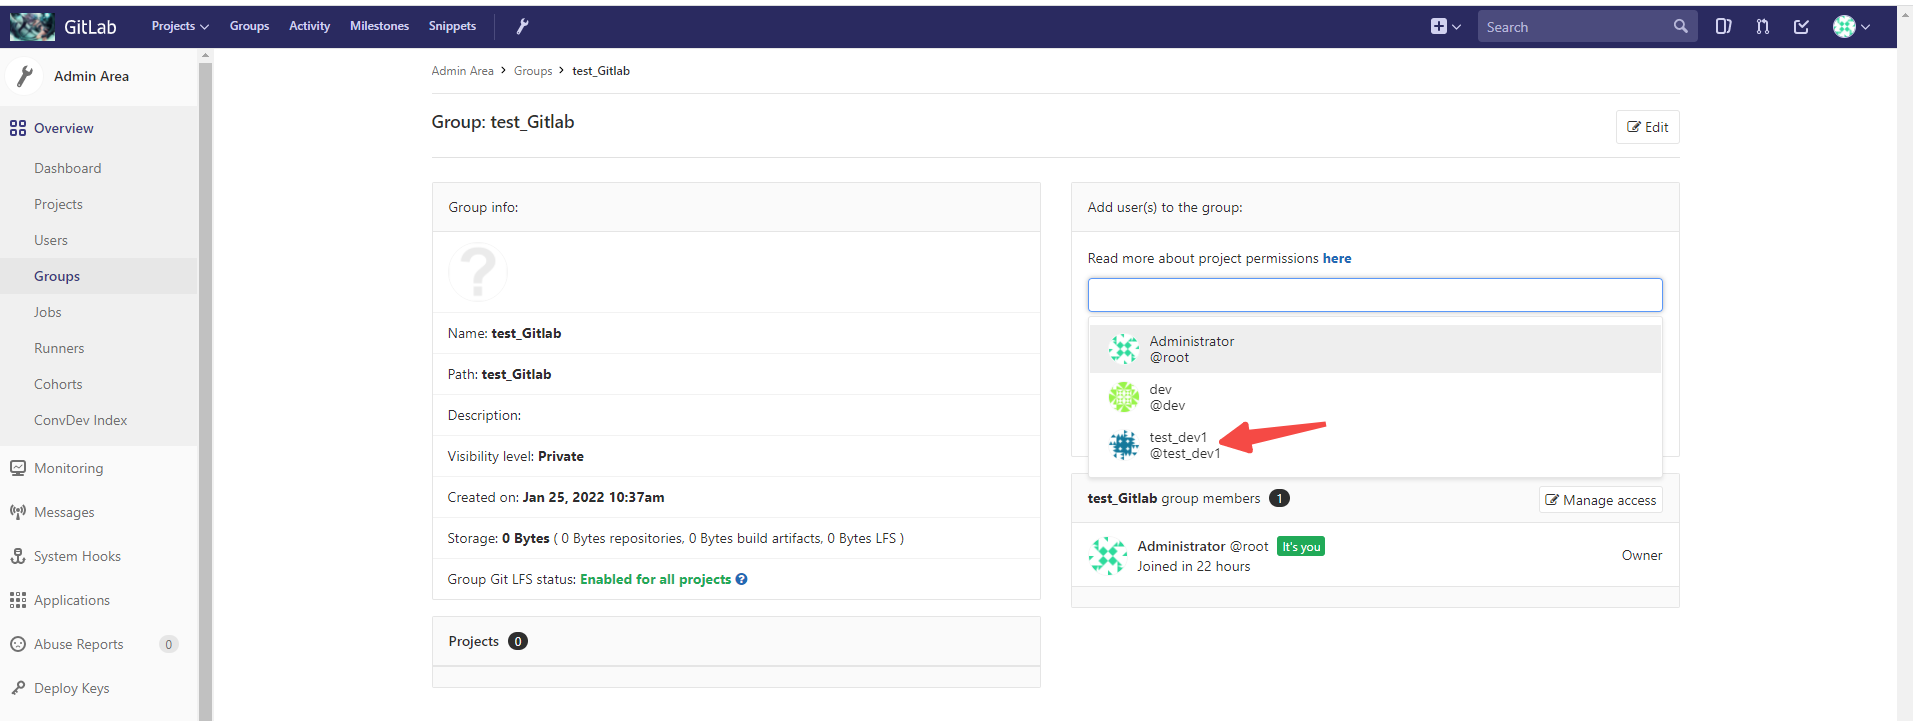 GitLab Projects Groups Activity Milestones Snippets Search
Admin Area
Overview
Dashboard
Projects
Users
Groups
Jobs
Runners
Cohorts
ConvDev Index
Monitoring
Messages
System Hooks
Applications
Abuse Reports 0
Deploy Keys
Admin Area > Groups > test_Gitlab
Group: test_Gitlab
Edit
Group info:
?
Name: test_Gitlab
Path: test_Gitlab
Description:
Visibility level: Private
Created on: Jan 25, 2022 10:37am
Storage: 0 Bytes ( 0 Bytes repositories, 0 Bytes build artifacts, 0 Bytes LFS )
Group Git LFS status: Enabled for all projects ?
Projects 0
Add user(s) to the group:
Read more about project permissions here
Administrator
@root
dev
@dev
test_dev1
@test_dev1
test_Gitlab group members 1 Manage access
Administrator @root It's you
Joined in 22 hours
Owner